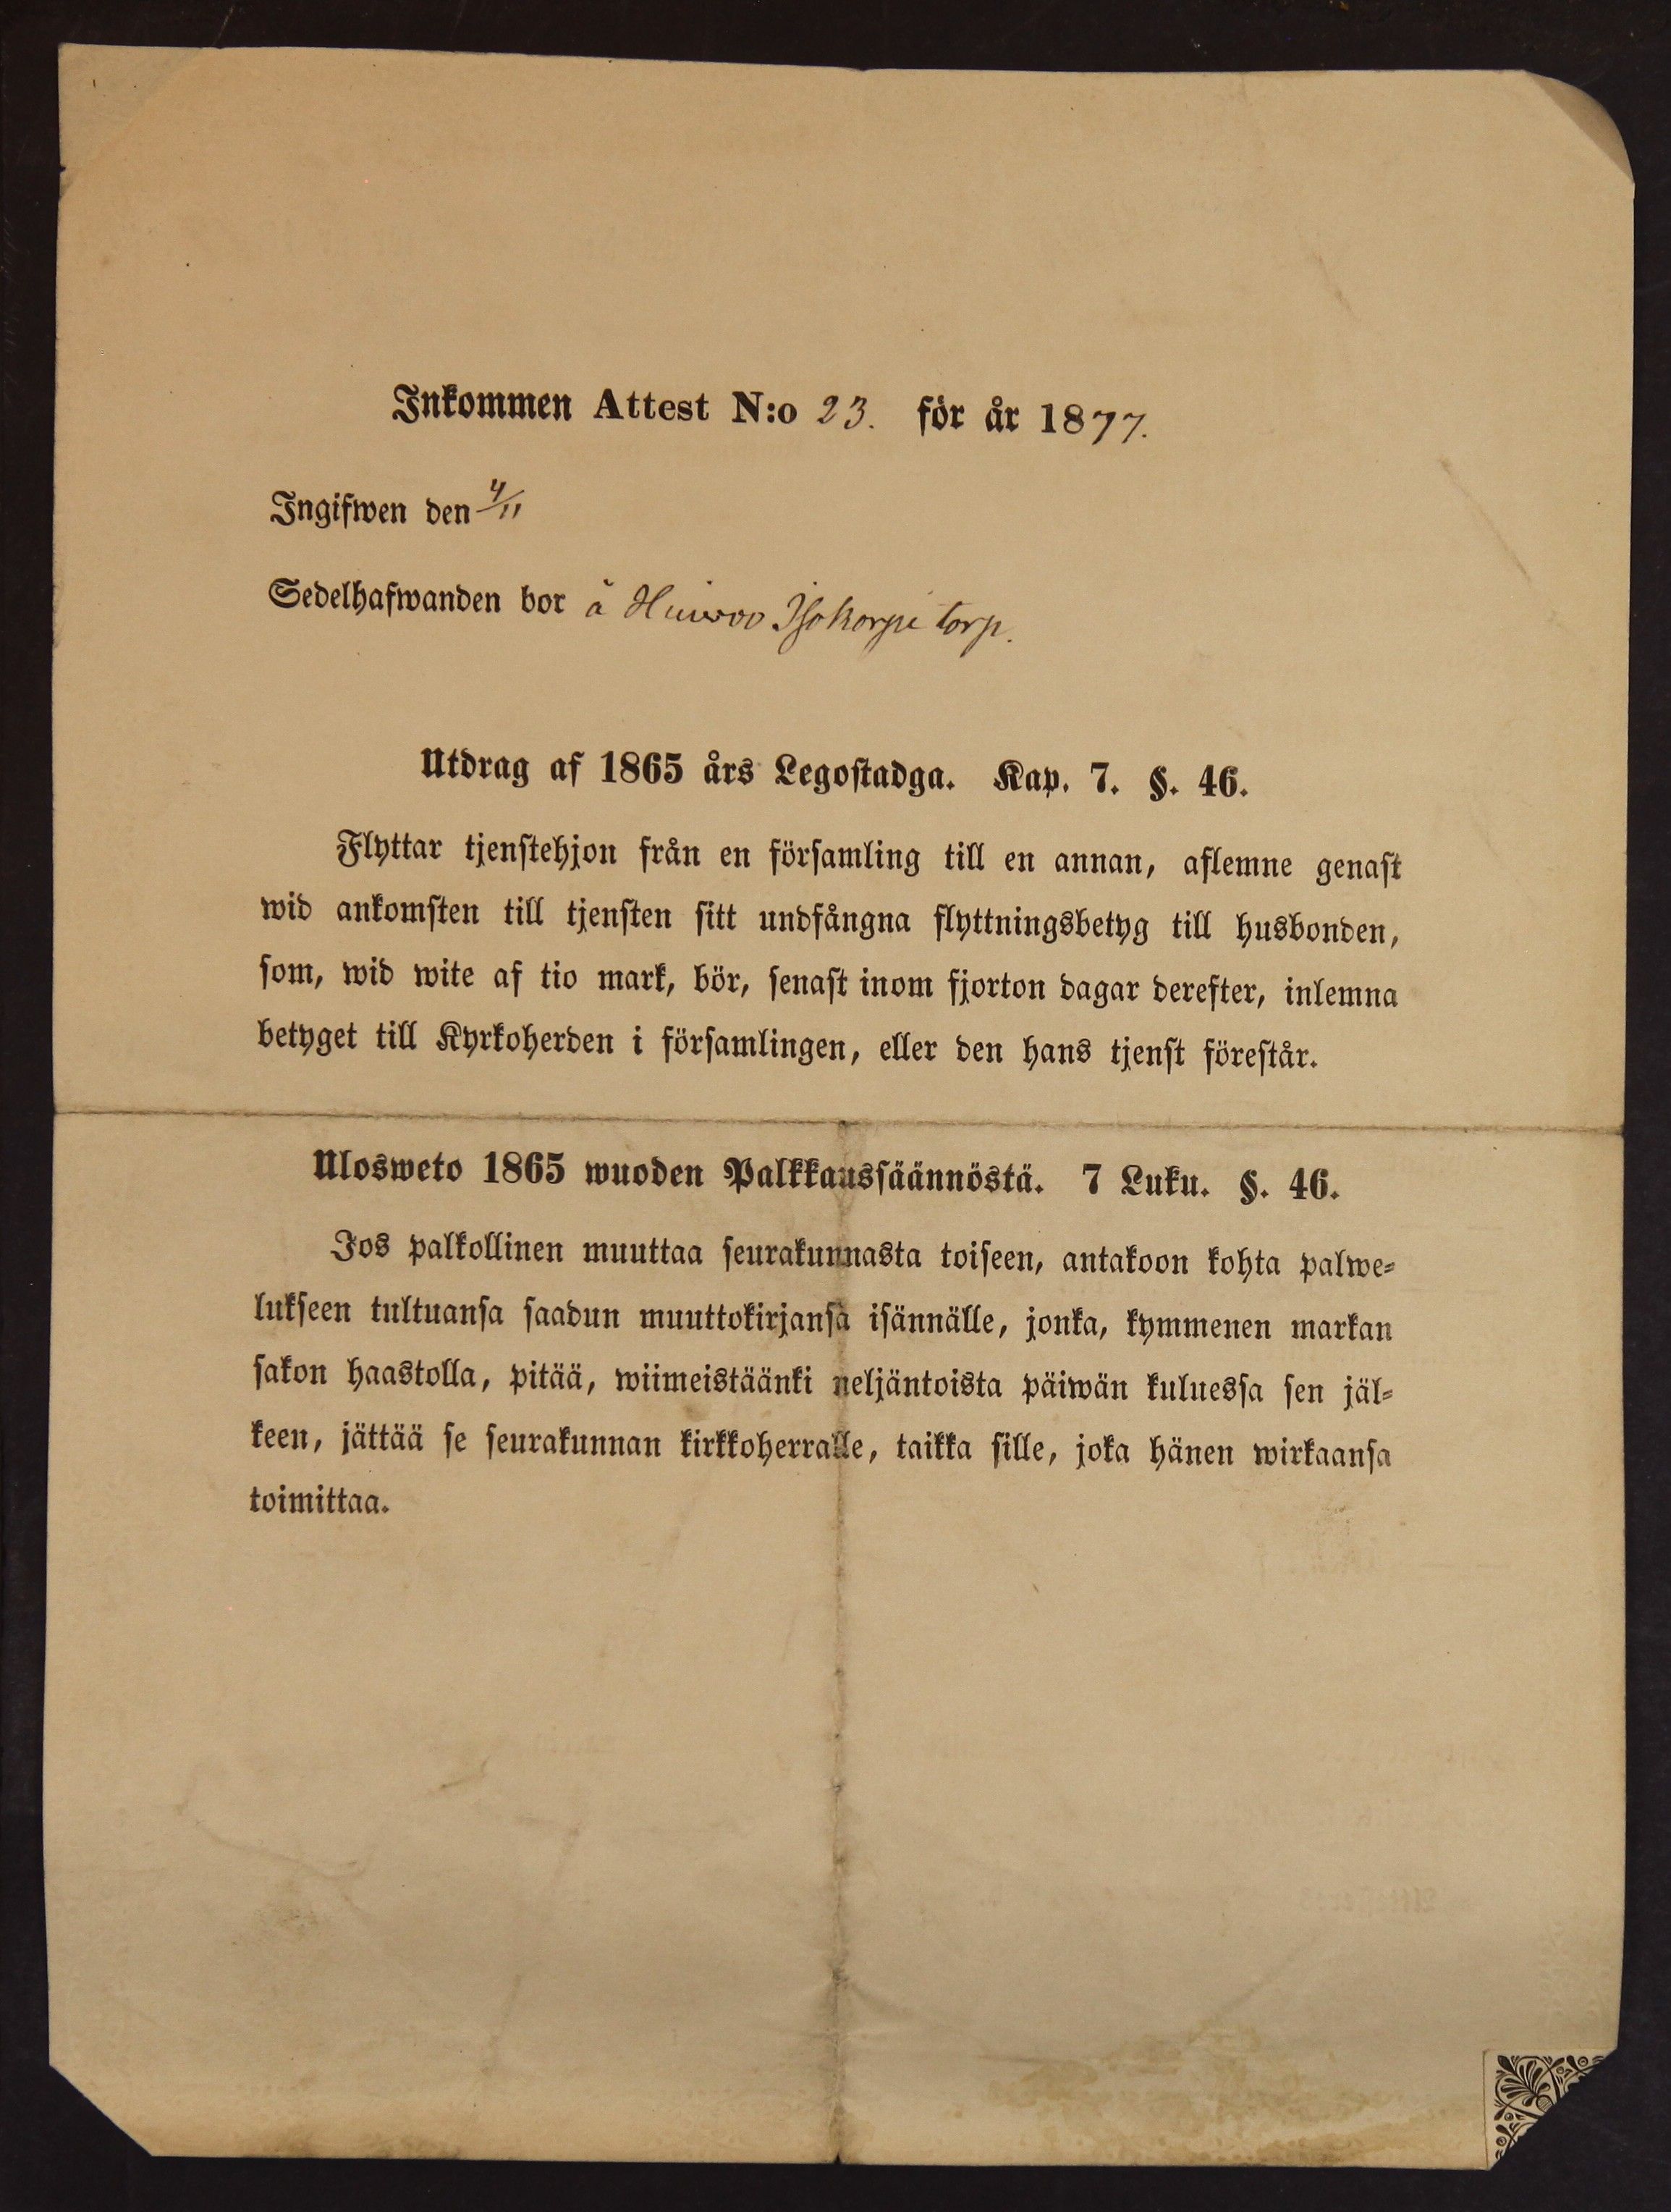 Inkommen Attest N:o 23. för år 1877.
Ingifwen den 4/11
Sedelhafwanden bor å Isokorpi torp.
Utdrag af 1865 års Legostadga. Kap. 7. §. 46.
Flyttar tjenstehjon från en församling till en annan, aflemne genast
wid ankomsten till tjensten sitt undfångna flyttningsbetyg till husbonden,
som, wid wite af tio mark, bör, senast inom fjorton dagar derefter, inlemna
betyget till Kyrkoherden i församlingen, eller den hans tjenst förestår.
Ulosweto 1865 wuoden Palkkaussäännöstä. 7 Luku. §. 46.
Jos palkollinen muuttaa seurakunnasta toiseen, antakoon kohta palwe-
lukseen tultuansa saadun muuttokirjansa isännälle, jonka, kymmenen markan
sakon haastolla, pitää, wiimeistäänki neljäntoista päiwän kuluessa sen jäl-
keen, jättää se seurakunnan kirkkoherralle, taikka sille, joka hänen wirkaansa
toimittaa.